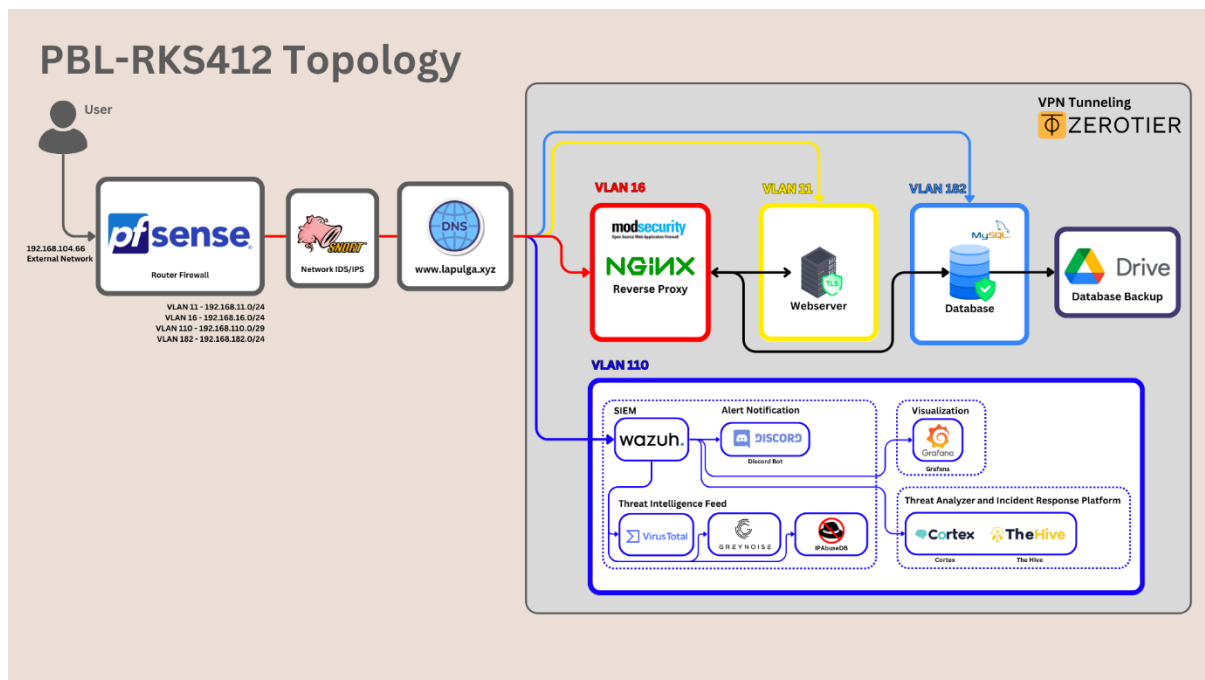 PBL-RKS412 Topology
User
VPN Tunneling
ZEROTIER
192.168.104.66
External Network
pfsense
Router Firewall
SNORT
Network IDS/IPS
DNS
www.lapulga.xyz
VLAN 11 - 192.168.11.0/24
VLAN 16 - 192.168.16.0/24
VLAN 110 - 192.168.110.0/29
VLAN 182 - 192.168.182.0/24
VLAN 16
modsecurity
Open Source Web Application Firewall
NGINX
Reverse Proxy
VLAN 11
TLS
Webserver
VLAN 182
MySQL
Database
Drive
Database Backup
VLAN 110
SIEM
wazuh.
Alert Notification
DISCORD
Discord Bot
Visualization
Grafana
Grafana
Threat Intelligence Feed
VirusTotal
GREYNOISE
IPAbuseDB
Threat Analyzer and Incident Response Platform
Cortex
TheHive
Cortex
The Hive